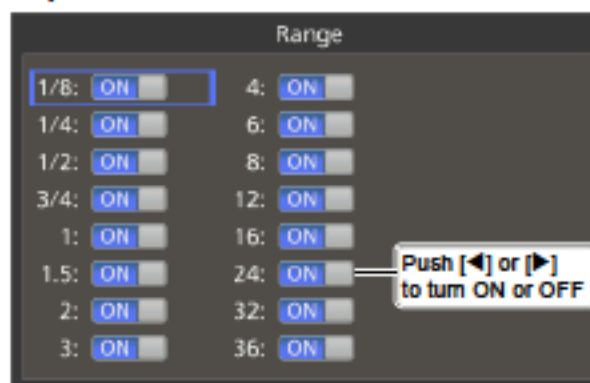 Range
1/8: ON
4: ON
1/4: ON
6: ON
1/2: ON
8: ON
3/4: ON
12: ON
1: ON
16: ON
1.5: ON
24: ON
Push [◀] or [▶]
to turn ON or OFF
2: ON
32: ON
3: ON
36: ON